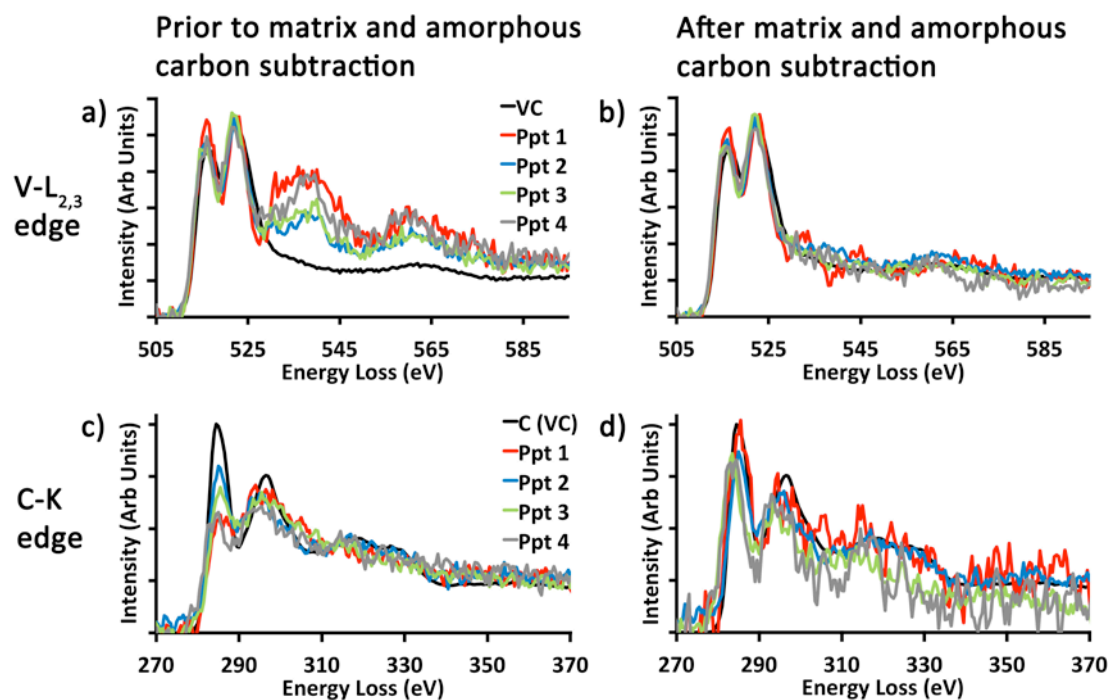 Prior to matrix and amorphous
carbon subtraction
After matrix and amorphous
carbon subtraction
V-L2,3
edge
a)
Intensity (Arb Units)
VC
Ppt 1
Ppt 2
Ppt 3
Ppt 4
505 525 545 565 585
Energy Loss (eV)
b)
Intensity (Arb Units)
505 525 545 565 585
Energy Loss (eV)
C-K
edge
c)
Intensity (Arb Units)
C (VC)
Ppt 1
Ppt 2
Ppt 3
Ppt 4
270 290 310 330 350 370
Energy Loss (eV)
d)
Intensity (Arb Units)
270 290 310 330 350 370
Energy Loss (eV)